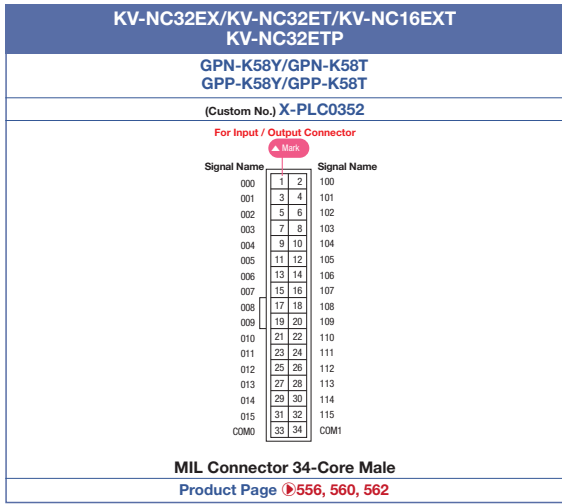 KV-NC32EX/KV-NC32ET/KV-NC16EXT
KV-NC32ETP
GPN-K58Y/GPN-K58T
GPP-K58Y/GPP-K58T
(Custom No.) X-PLC0352
For Input / Output Connector
▲ Mark
Signal Name Signal Name
000 1 2 100
001 3 4 101
002 5 6 102
003 7 8 103
004 9 10 104
005 11 12 105
006 13 14 106
007 15 16 107
008 17 18 108
009 19 20 109
010 21 22 110
011 23 24 111
012 25 26 112
013 27 28 113
014 29 30 114
015 31 32 115
COM0 33 34 COM1
MIL Connector 34-Core Male
Product Page 556, 560, 562